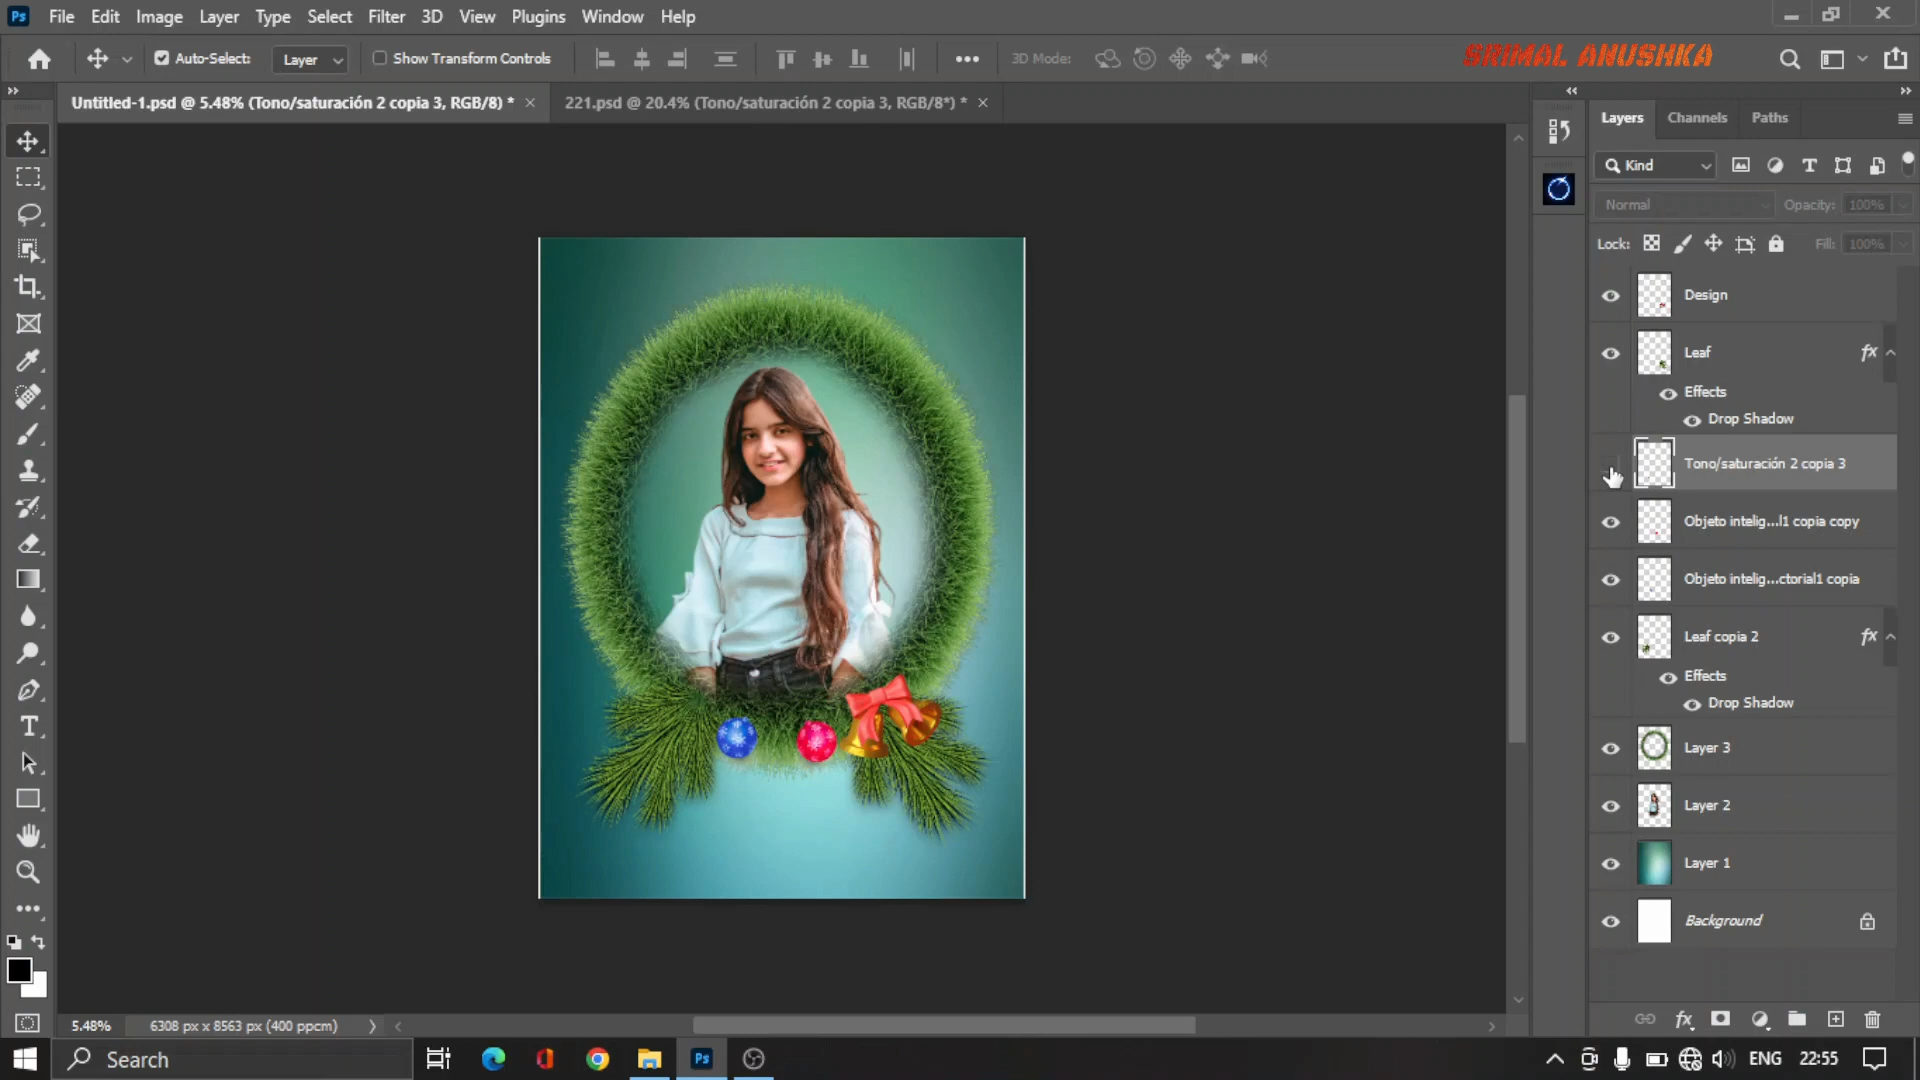 Ps File Edit Image Layer Type Select Filter 3D View Plugins Window Help
Auto-Select: Layer Show Transform Controls 3D Mode: SRIMAL ANUSHKA
Untitled-1.psd @ 5.48% (Tono/saturación 2 copia 3, RGB/8) * 221.psd @ 20.4% (Tono/saturación 2 copia 3, RGB/8*) *
Layers Channels Paths
Kind
Normal Opacity: 100%
Lock: Fill: 100%
Design
Leaf fx
Effects
Drop Shadow
Tono/saturación 2 copia 3
Objeto intelig...l1 copia copy
Objeto intelig...ctorial1 copia
Leaf copia 2 fx
Effects
Drop Shadow
Layer 3
Layer 2
Layer 1
Background
5.48% 6308 px x 8563 px (400 ppcm)
fx
Search Ps ENG 22:55